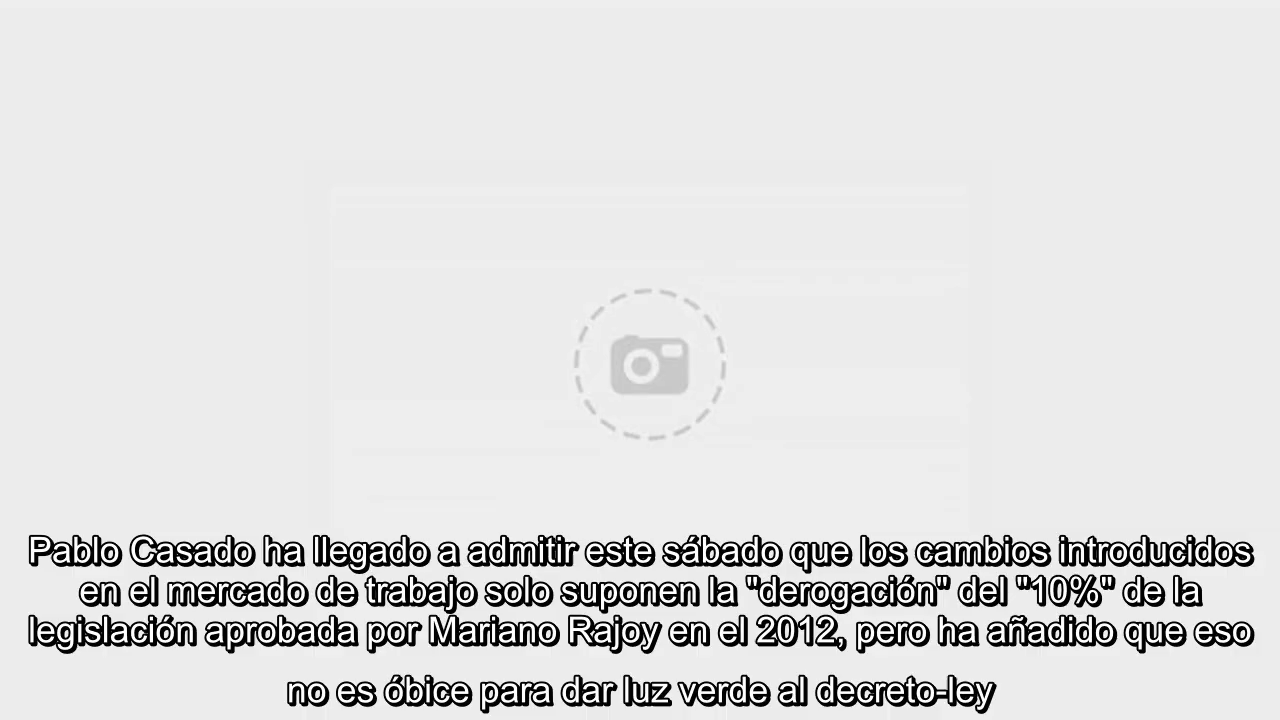 Pablo Casado ha llegado a admitir este sábado que los cambios introducidos
en el mercado de trabajo solo suponen la "derogación" del "10%" de la
legislación aprobada por Mariano Rajoy en el 2012, pero ha añadido que eso
no es óbice para dar luz verde al decreto-ley